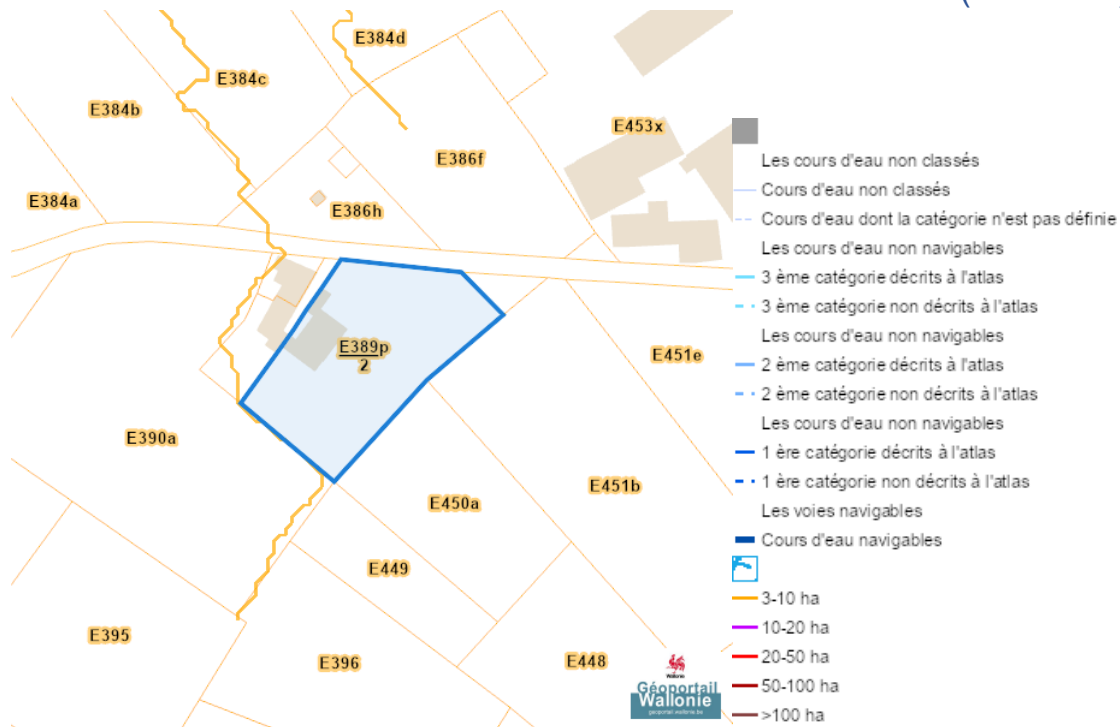 (
E384d
E384c
E384b
E453x
E386f
E384a
E386h
E389p
2
E451e
E390a
E451b
E450a
E449
E395
E396
E448
Les cours d'eau non classés
Cours d'eau non classés
Cours d'eau dont la catégorie n'est pas définie
Les cours d'eau non navigables
3 ème catégorie décrits à l'atlas
3 ème catégorie non décrits à l'atlas
Les cours d'eau non navigables
2 ème catégorie décrits à l'atlas
2 ème catégorie non décrits à l'atlas
Les cours d'eau non navigables
1 ère catégorie décrits à l'atlas
1 ère catégorie non décrits à l'atlas
Les voies navigables
Cours d'eau navigables
3-10 ha
10-20 ha
20-50 ha
50-100 ha
>100 ha
Wallonie
Géoportail
Wallonie
geoportail.wallonie.be